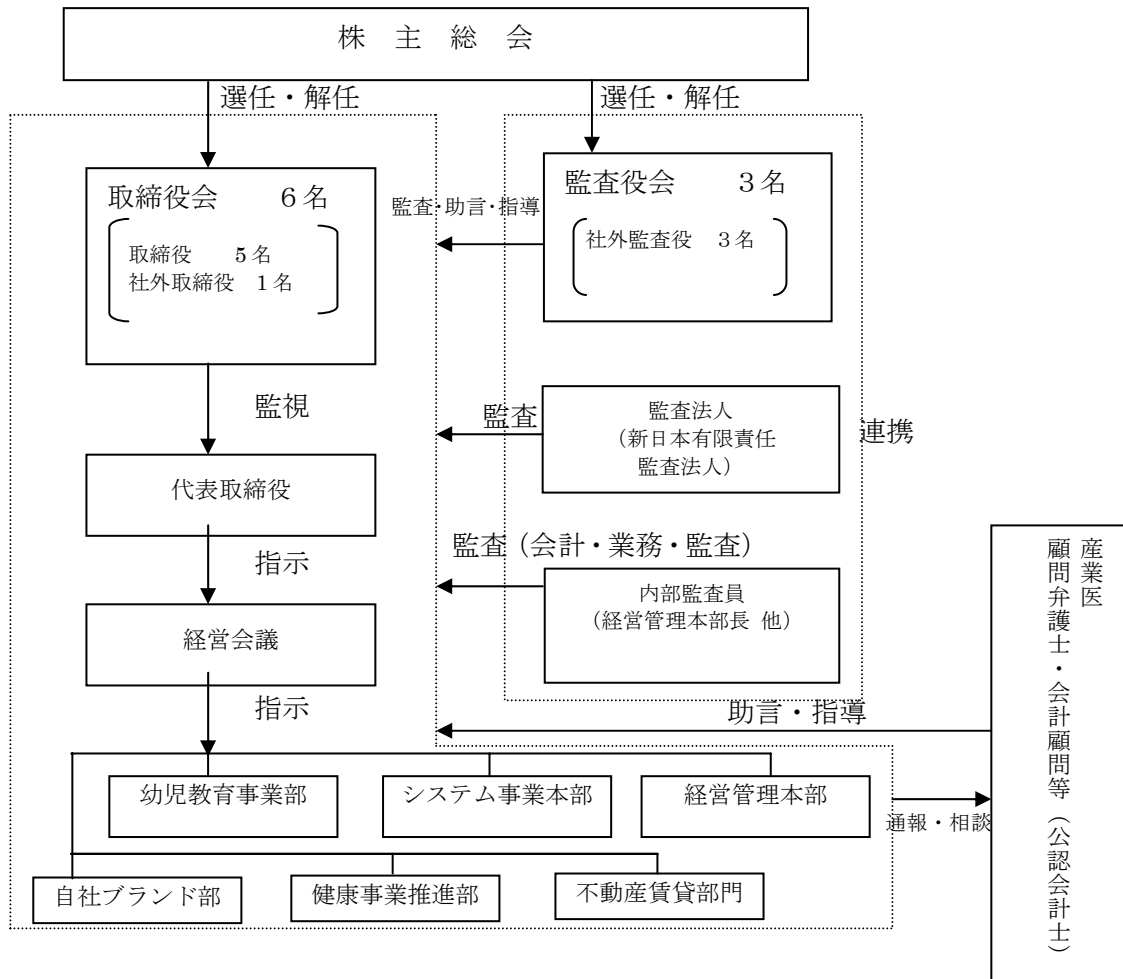 株 主 総 会
選任・解任
選任・解任
取締役会 6名
取締役 5名
社外取締役 1名
監査・助言・指導
監査役会 3名
社外監査役 3名
監視
監査
監査法人
(新日本有限責任
監査法人)
連携
代表取締役
指示
監査(会計・業務・監査)
内部監査員
(経営管理本部長 他)
経営会議
指示
助言・指導
幼児教育事業部
システム事業本部
経営管理本部
通報・相談
自社ブランド部
健康事業推進部
不動産賃貸部門
産業医
顧問弁護士・会計顧問等(公認会計士)